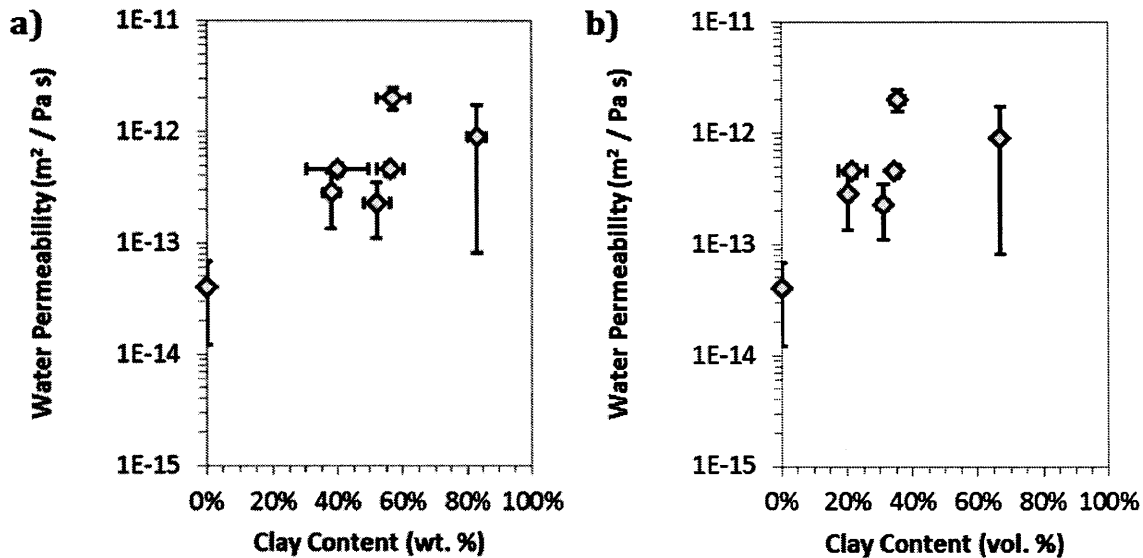 a)
Water Permeability (m² / Pa s)
1E-11
1E-12
1E-13
1E-14
1E-15
0% 20% 40% 60% 80% 100%
Clay Content (wt. %)
b)
Water Permeability (m² / Pa s)
1E-11
1E-12
1E-13
1E-14
1E-15
0% 20% 40% 60% 80% 100%
Clay Content (vol. %)